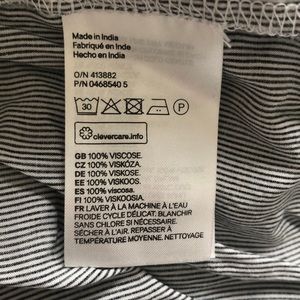 Made in India
Fabriqué en Inde
Hecho en India
O/N 413882
P/N 0468540 5
30
P
clevercare.info
GB 100% VISCOSE.
CZ 100% VISKÓZA.
DE 100% VISKOSE.
EE 100% VISKOOS.
ES 100% viscosa.
FI 100% VISKOOSIA.
FR LAVER À LA MACHINE À L'EAU
FROIDE CYCLE DÉLICAT. BLANCHIR
SANS CHLORE SI NÉCESSAIRE.
SÉCHER À L'AIR. REPASSER À
TEMPÉRATURE MOYENNE. NETTOYAGE